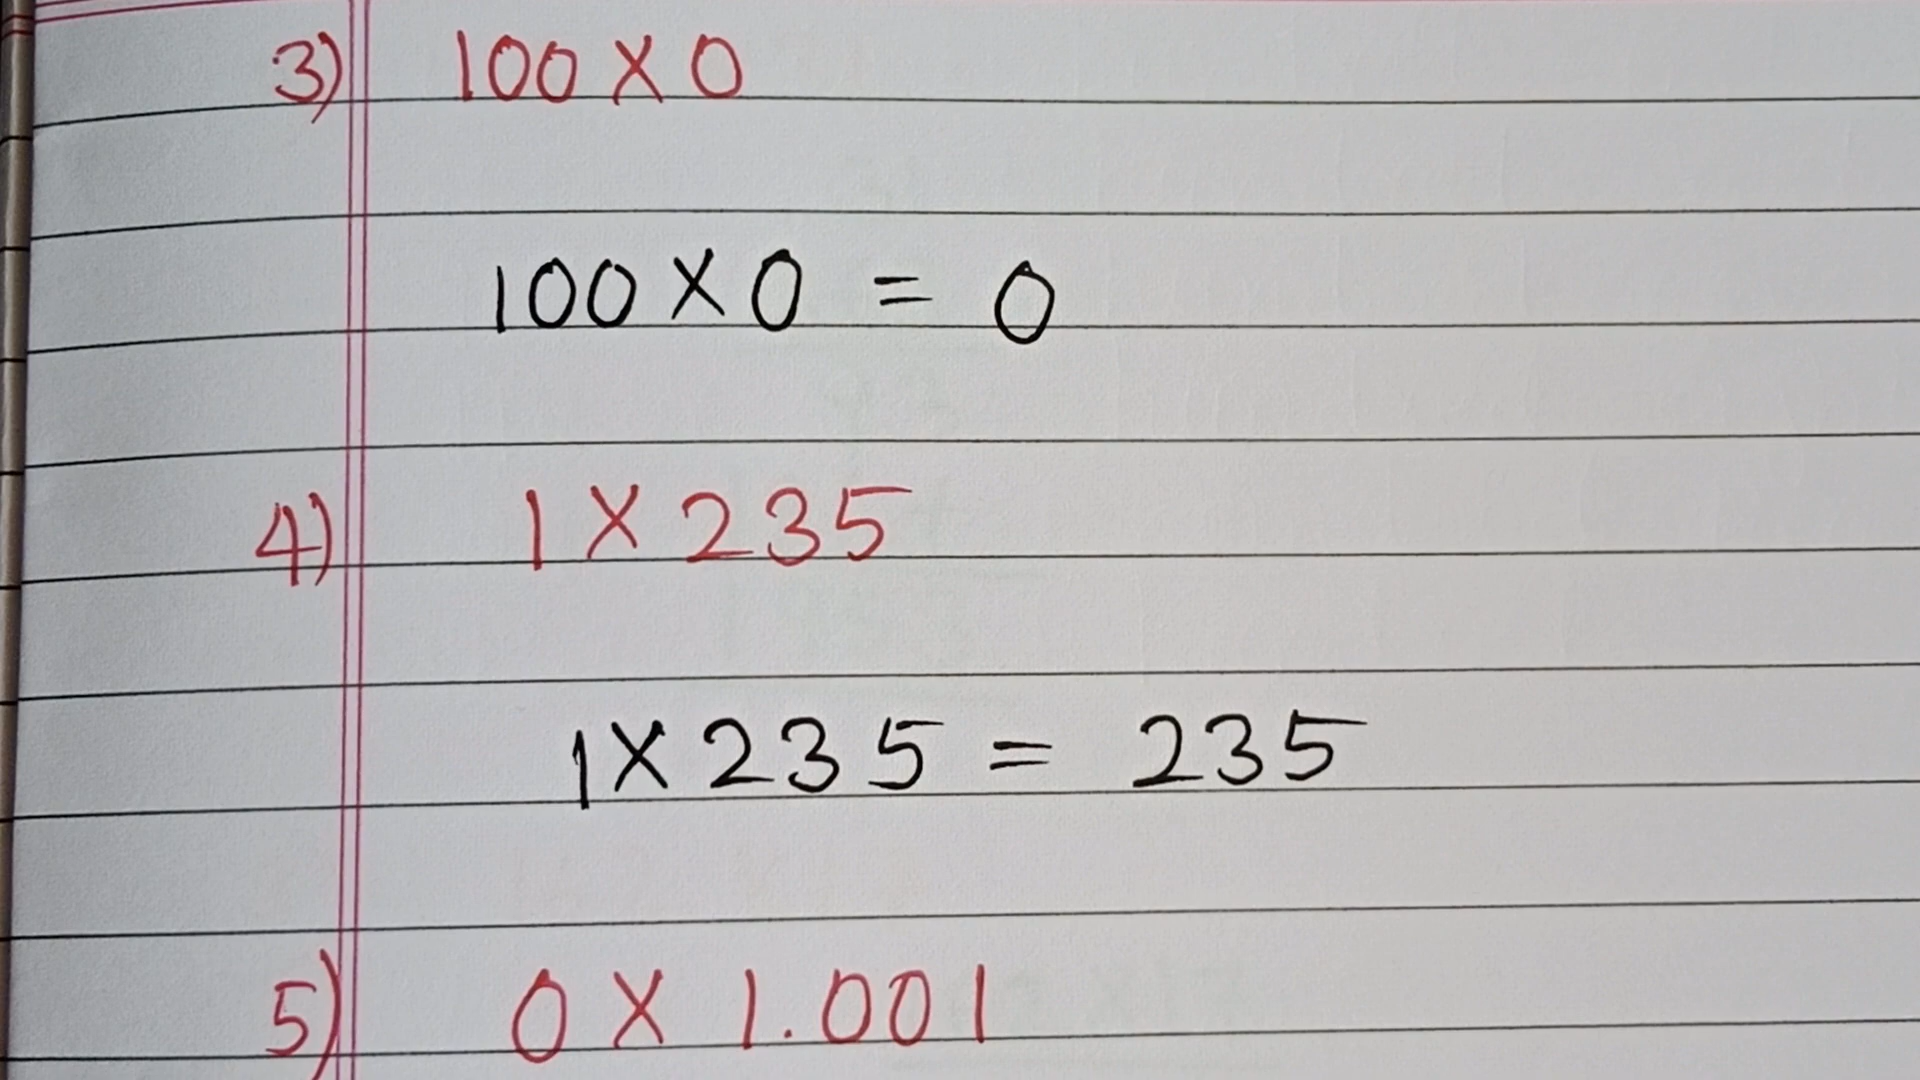 3) 100 X 0
100 X 0 = 0
4) 1 X 235
1 X 235 = 235
5) 0 X 1.001